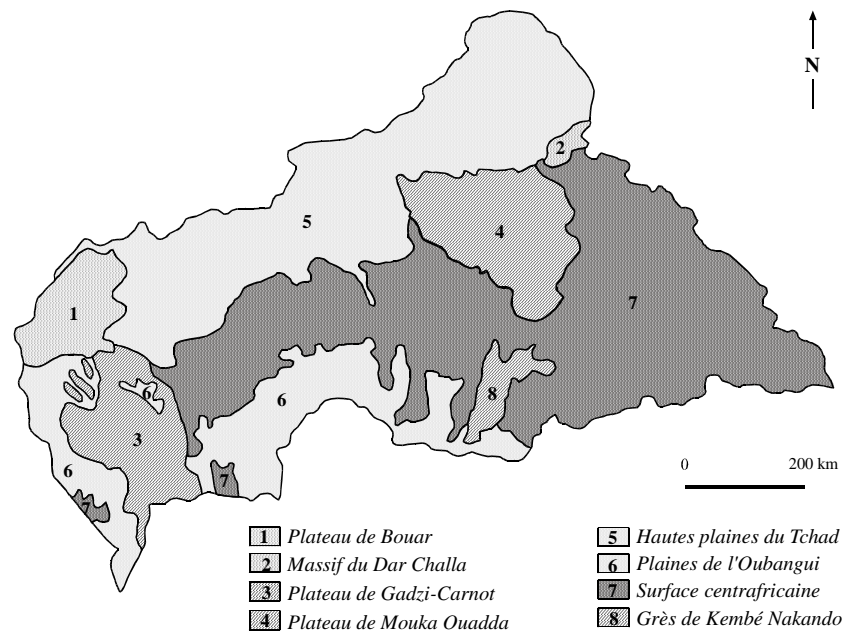 N
2
5
4
1
7
6
8
6
3
6
7
7
0 200 km
1 Plateau de Bouar
2 Massif du Dar Challa
3 Plateau de Gadzi-Carnot
4 Plateau de Mouka Ouadda
5 Hautes plaines du Tchad
6 Plaines de l'Oubangui
7 Surface centrafricaine
8 Grès de Kembé Nakando